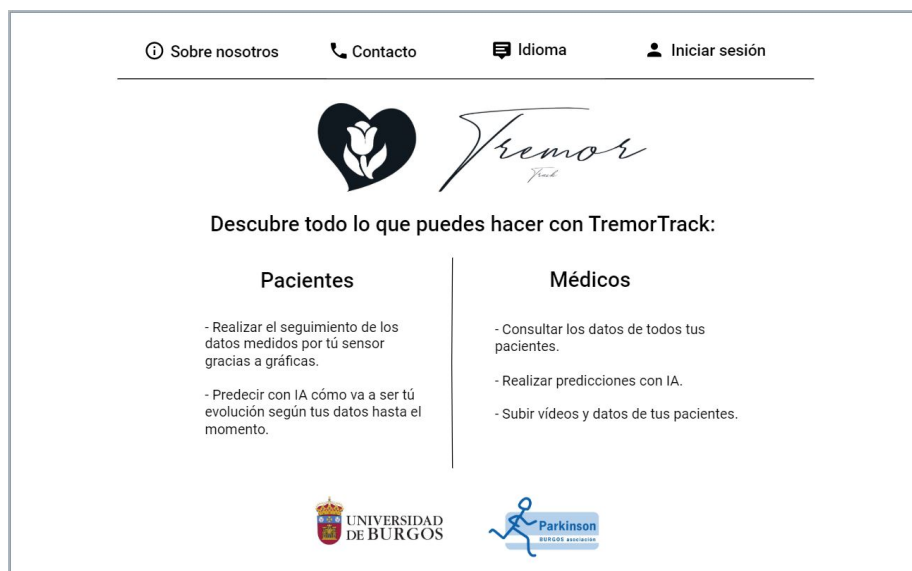 Sobre nosotros
Contacto
Idioma
Iniciar sesión
Tremor
Track
Descubre todo lo que puedes hacer con TremorTrack:
Pacientes
- Realizar el seguimiento de los
datos medidos por tú sensor
gracias a gráficas.
- Predecir con IA cómo va a ser tú
evolución según tus datos hasta el
momento.
Médicos
- Consultar los datos de todos tus
pacientes.
- Realizar predicciones con IA.
- Subir vídeos y datos de tus pacientes.
UNIVERSIDAD
DE BURGOS
Parkinson
BURGOS asociación